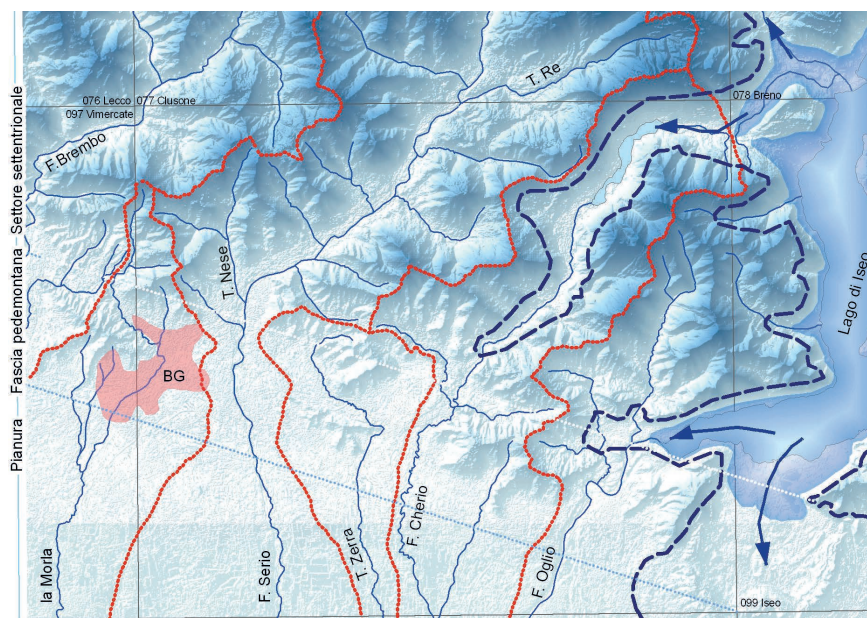 076 Lecco 077 Clusone
097 Vimercate
078 Breno
T. Re
F.Brembo
Settore settentrionale
Fascia pedemontana
Pianura
T. Nese
Lago di Iseo
BG
la Morla
F. Serio
T. Zerra
F. Cherio
F. Oglio
099 Iseo